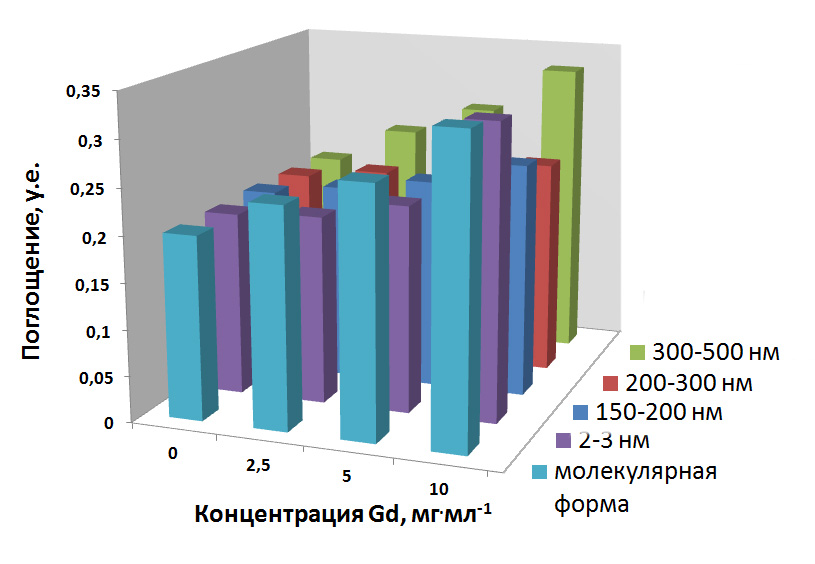 Поглощение, у.е.
0,35
0,3
0,25
0,2
0,15
0,1
0,05
0
0
2,5
5
10
Концентрация Gd, мг·мл⁻¹
300-500 нм
200-300 нм
150-200 нм
2-3 нм
молекулярная
форма